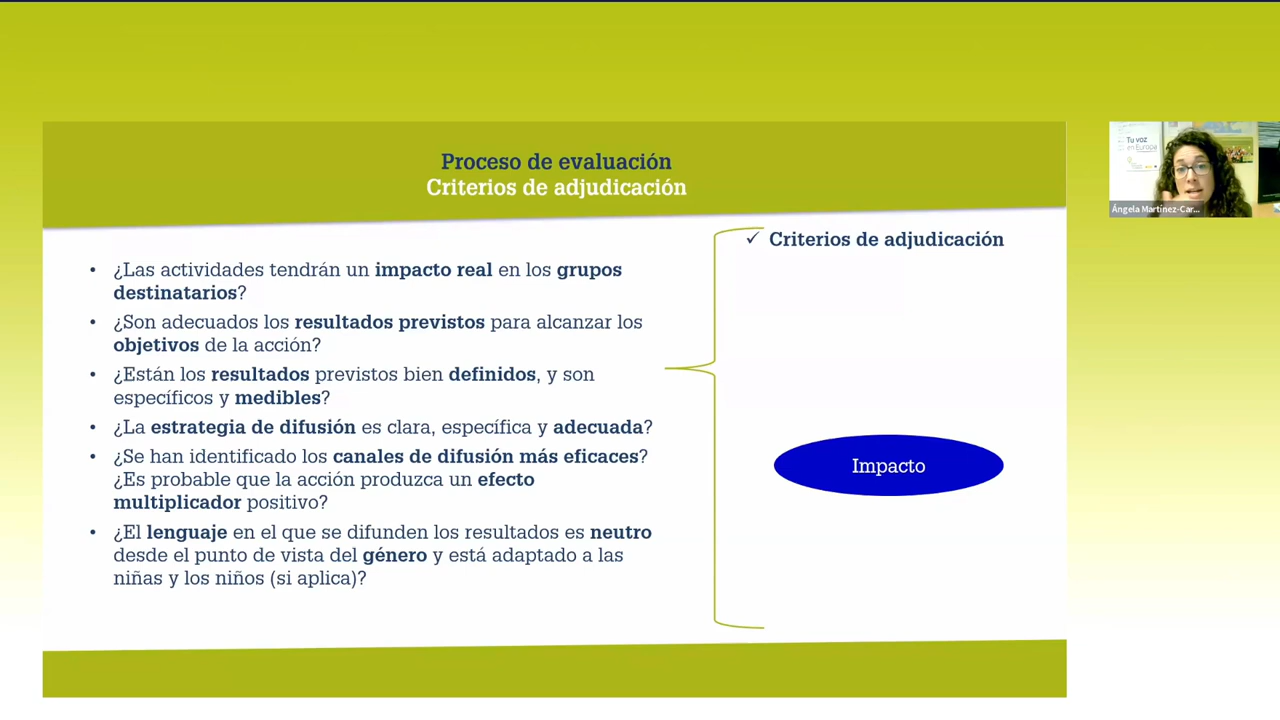 Proceso de evaluación
Criterios de adjudicación
• ¿Las actividades tendrán un impacto real en los grupos
destinatarios?
• ¿Son adecuados los resultados previstos para alcanzar los
objetivos de la acción?
• ¿Están los resultados previstos bien definidos, y son
específicos y medibles?
• ¿La estrategia de difusión es clara, específica y adecuada?
• ¿Se han identificado los canales de difusión más eficaces?
¿Es probable que la acción produzca un efecto
multiplicador positivo?
• ¿El lenguaje en el que se difunden los resultados es neutro
desde el punto de vista del género y está adaptado a las
niñas y los niños (si aplica)?
✓ Criterios de adjudicación
Impacto
Tu voz
en Europa
Ángela Martínez-Car...